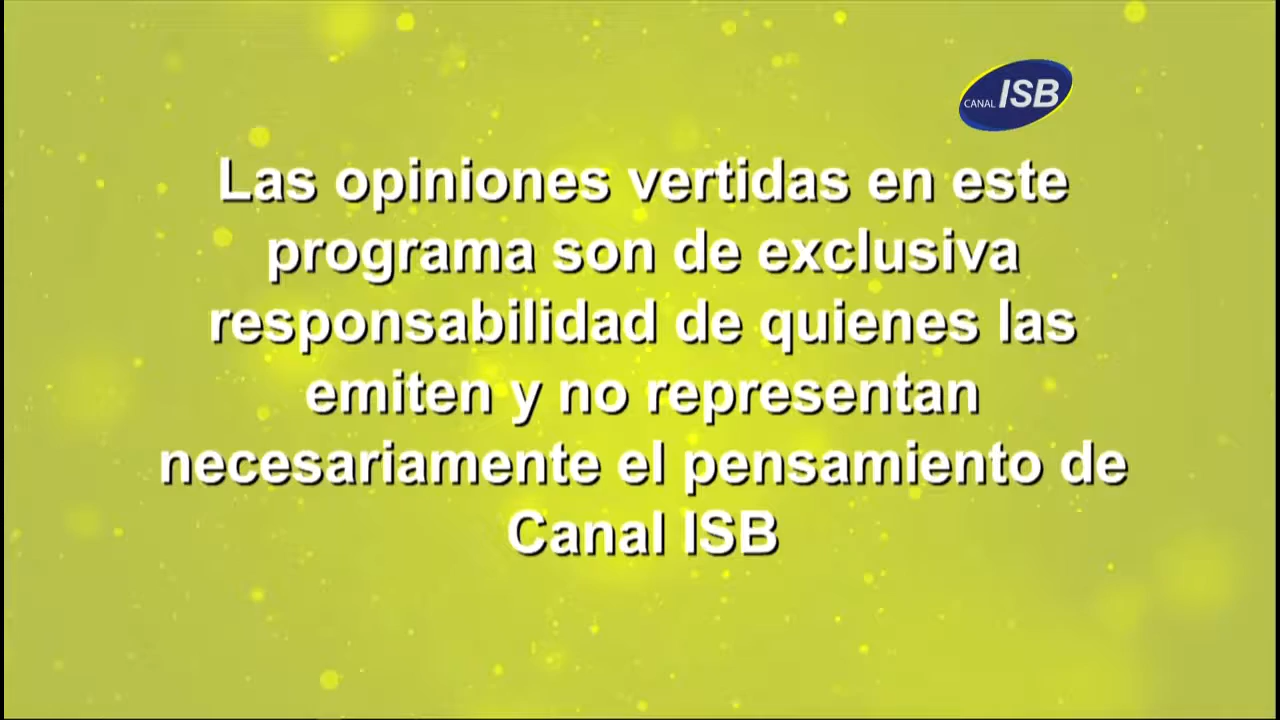 CANAL ISB
Las opiniones vertidas en este
programa son de exclusiva
responsabilidad de quienes las
emiten y no representan
necesariamente el pensamiento de
Canal ISB